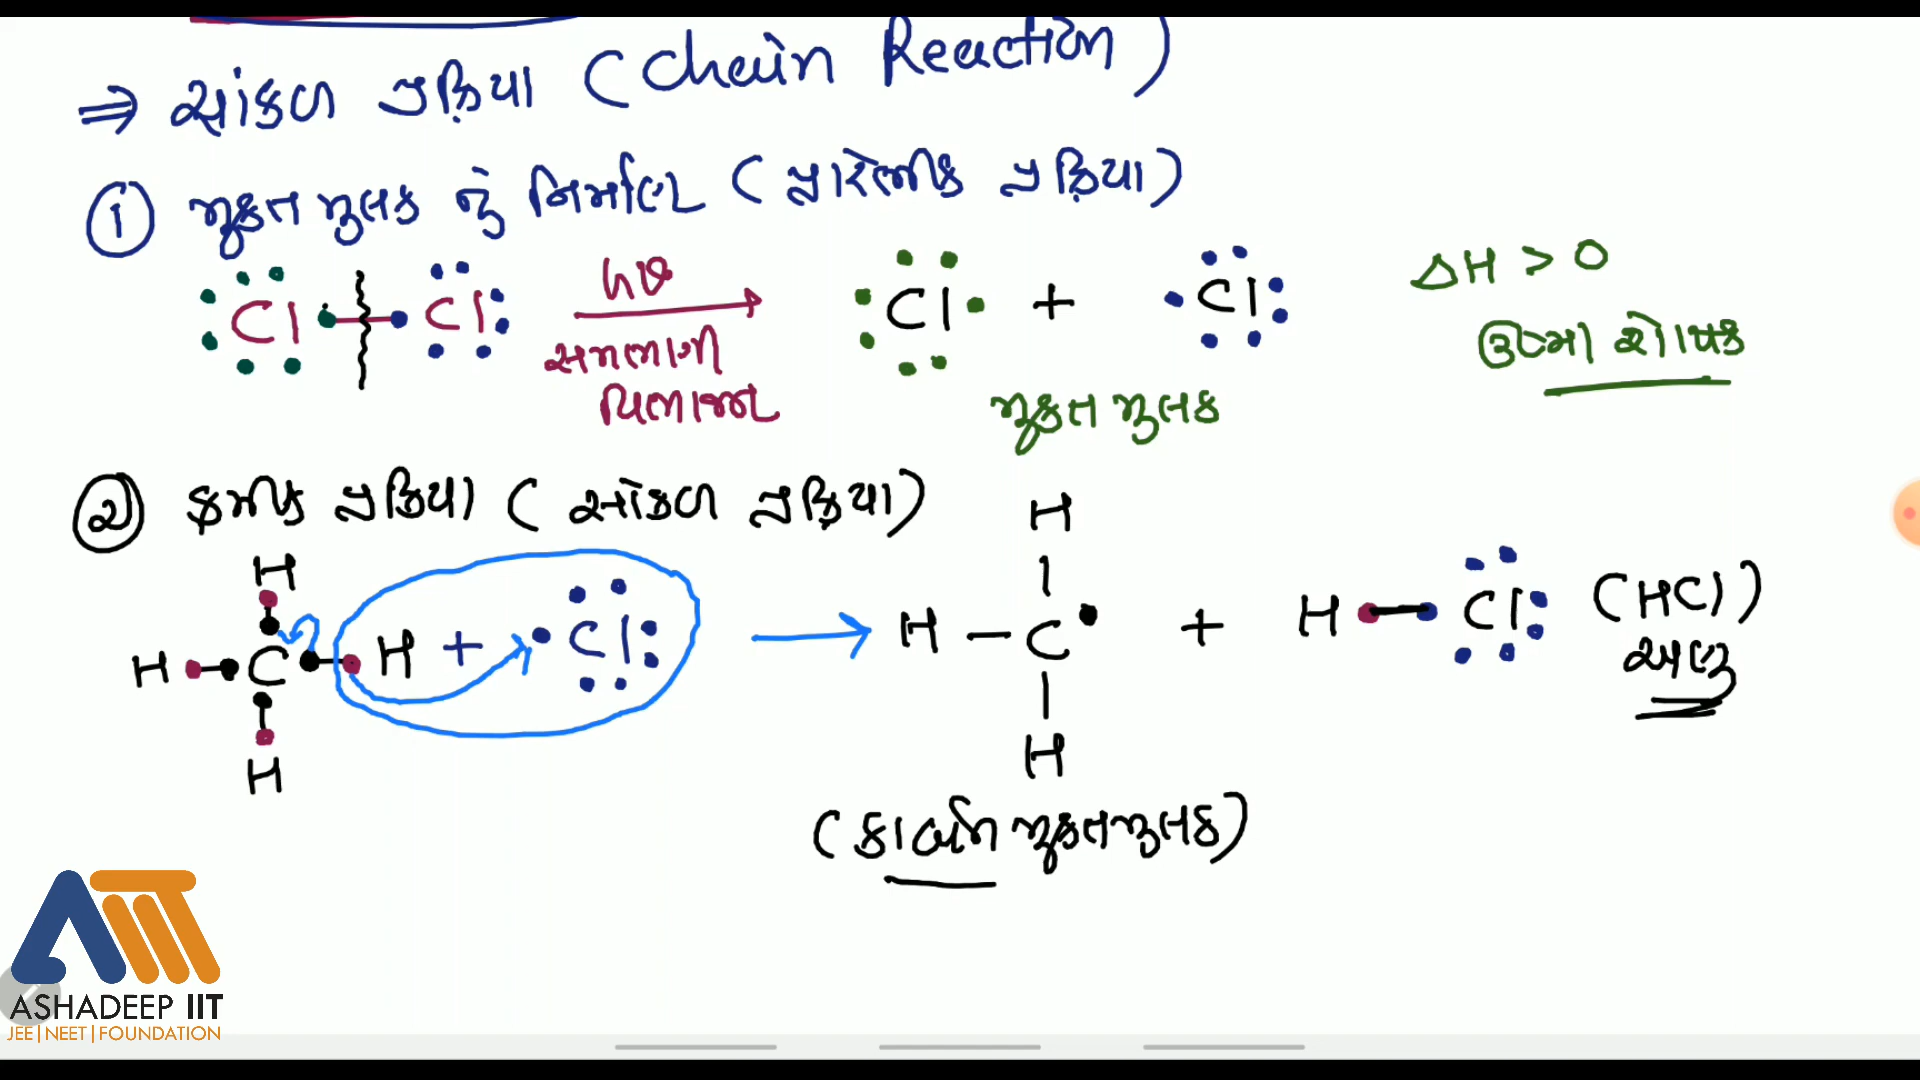 ⇒ સાંકળ પ્રક્રિયા (Chain Reaction)
① મુક્ત મુલક નું નિર્માણ (પ્રારંભીક પ્રક્રિયા)
Cl — Cl hν Cl + Cl ΔH > 0
સમભાજન ઉષ્મા શોષક
વિભાજન મુક્ત મુલક
② ક્રમીક પ્રક્રિયા (સાંકળ પ્રક્રિયા)
H H
H C H + Cl → H – C + H — Cl (HCl)
અણુ
H H
(કાર્બન મુક્તમુલક)
ASHADEEP IIT
JEE|NEET|FOUNDATION